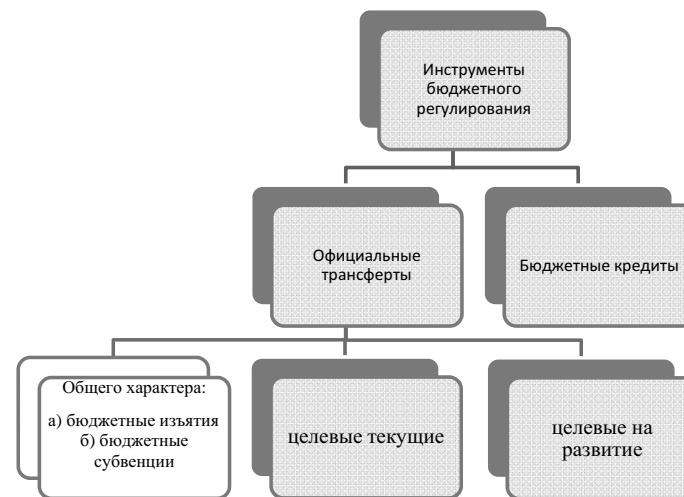 Инструменты
бюджетного
регулирования
Официальные
трансферты
Бюджетные кредиты
Общего характера:
а) бюджетные изъятия
б) бюджетные
субвенции
целевые текущие
целевые на
развитие